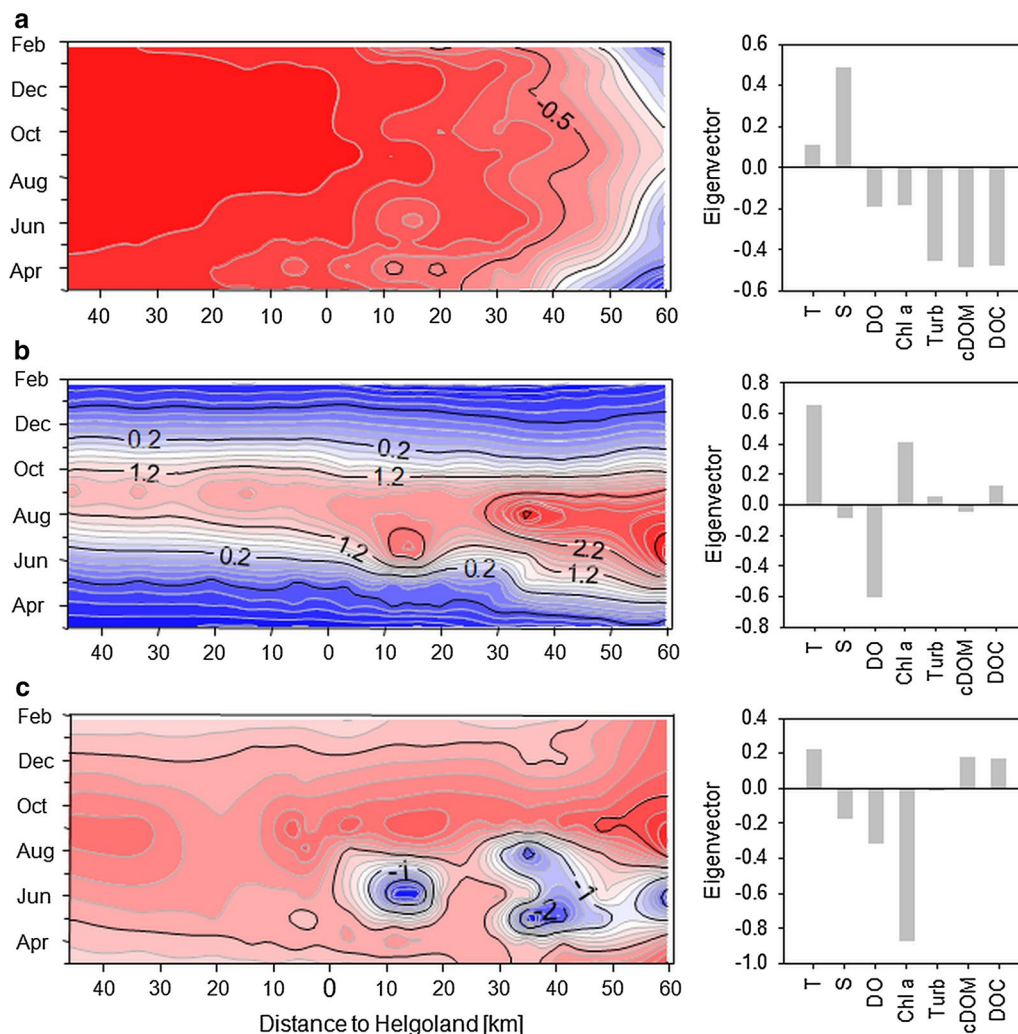 a
Feb
Dec
Oct
Aug
Jun
Apr
-0.5
40 30 20 10 0 10 20 30 40 50 60
Eigenvector
0.6
0.4
0.2
0.0
-0.2
-0.4
-0.6
T S DO Chl a Turb cDOM DOC
b
Feb
Dec
Oct
Aug
Jun
Apr
0.2 0.2
1.2 1.2
1.2 2.2
0.2 0.2 1.2
40 30 20 10 0 10 20 30 40 50 60
Eigenvector
0.8
0.6
0.4
0.2
0.0
-0.2
-0.4
-0.6
-0.8
T S DO Chl a Turb cDOM DOC
c
Feb
Dec
Oct
Aug
Jun
Apr
-1 -1
-2
40 30 20 10 0 10 20 30 40 50 60
Distance to Helgoland [km]
Eigenvector
0.4
0.2
0.0
-0.2
-0.4
-0.6
-0.8
-1.0
T S DO Chl a Turb cDOM DOC